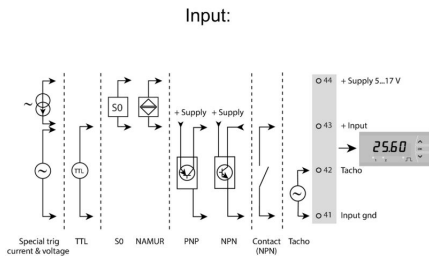 Input:
44 + Supply 5...17 V
S0
+ Supply + Supply
43 + Input
25.60
TTL
42 Tacho
41 Input gnd
Special trig current & voltage
TTL
S0
NAMUR
PNP
NPN
Contact (NPN)
Tacho